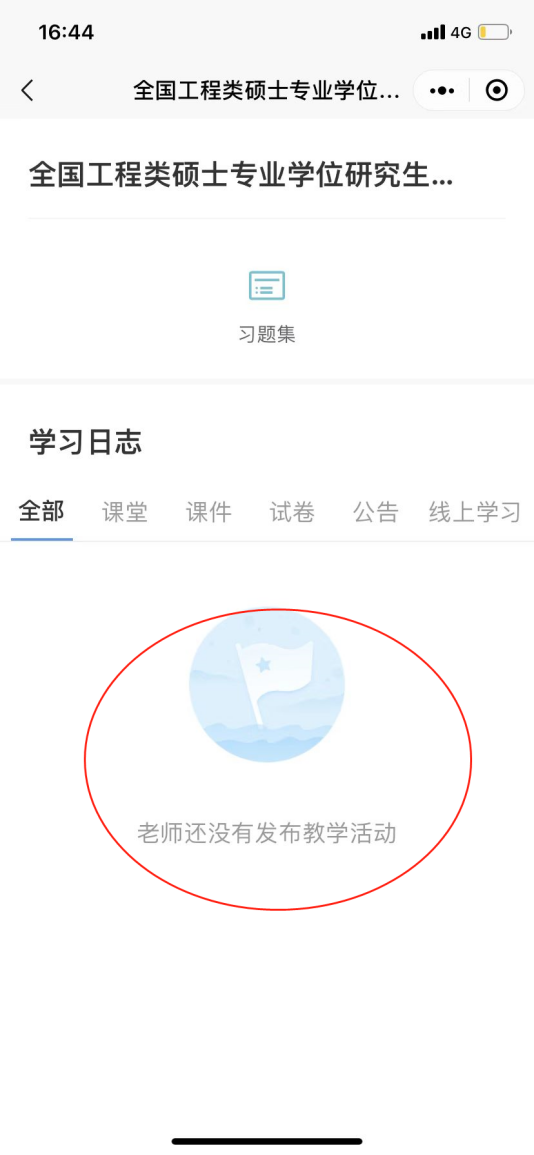 16:44
4G
全国工程类硕士专业学位...
全国工程类硕士专业学位研究生...
习题集
学习日志
全部 课堂 课件 试卷 公告 线上学习
老师还没有发布教学活动